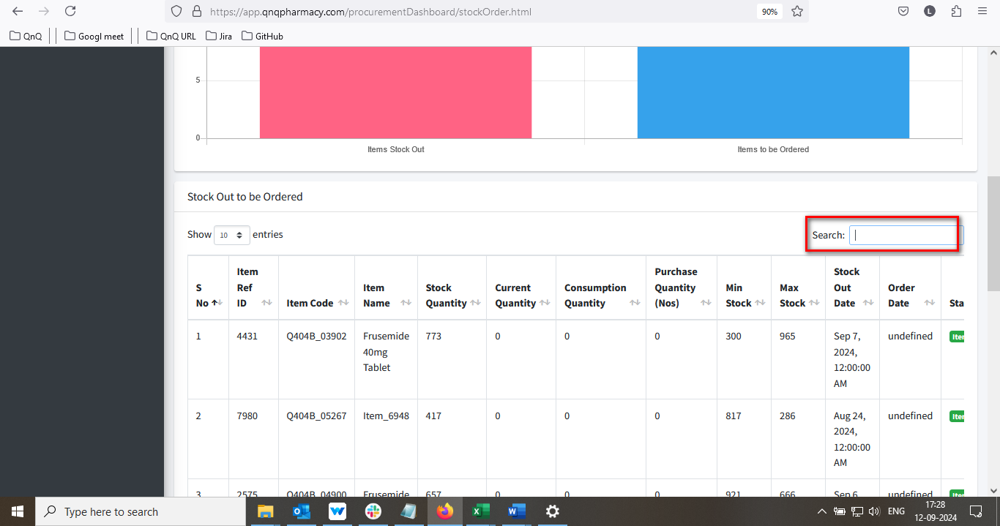 https://app.qnqpharmacy.com/procurementDashboard/stockOrder.html
90%
L
QnQ
Googl meet
QnQ URL
Jira
GitHub
5
0
Items Stock Out
Items to be Ordered
Stock Out to be Ordered
Show 10 entries
Search:
S No
Item Ref ID
Item Code
Item Name
Stock Quantity
Current Quantity
Consumption Quantity
Purchase Quantity (Nos)
Min Stock
Max Stock
Stock Out Date
Order Date
Sta
1
4431
Q404B_03902
Frusemide 40mg Tablet
773
0
0
0
300
965
Sep 7, 2024, 12:00:00 AM
undefined
Iter
2
7980
Q404B_05267
Item_6948
417
0
0
0
817
286
Aug 24, 2024, 12:00:00 AM
undefined
Iter
3
2575
Q404B_04900
Frusemide
657
0
0
0
921
666
Sep 6
undefined
Iter
Type here to search
ENG
17:28
12-09-2024